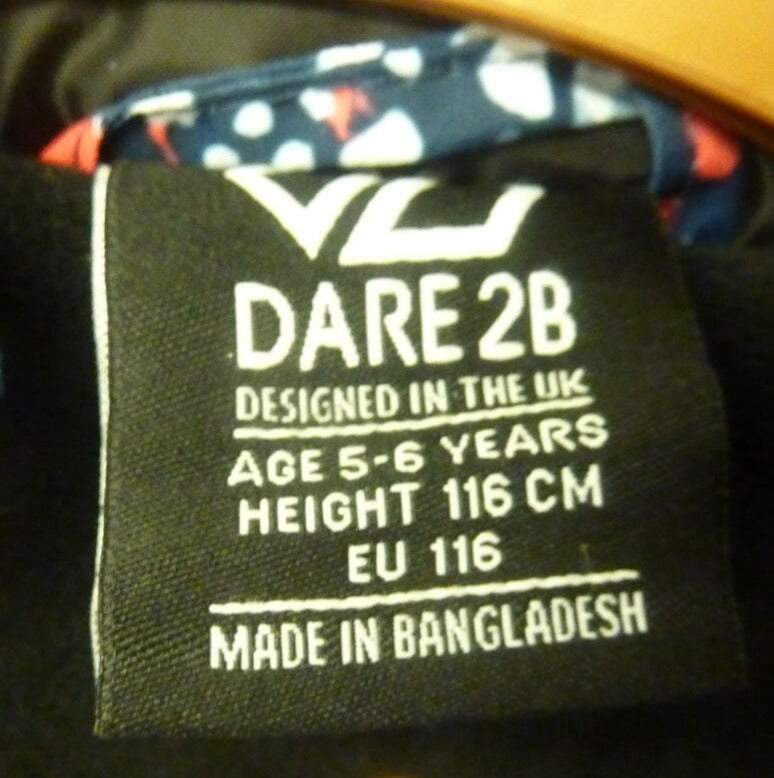 DARE 2B
DESIGNED IN THE UK
AGE 5-6 YEARS
HEIGHT 116 CM
EU 116
MADE IN BANGLADESH